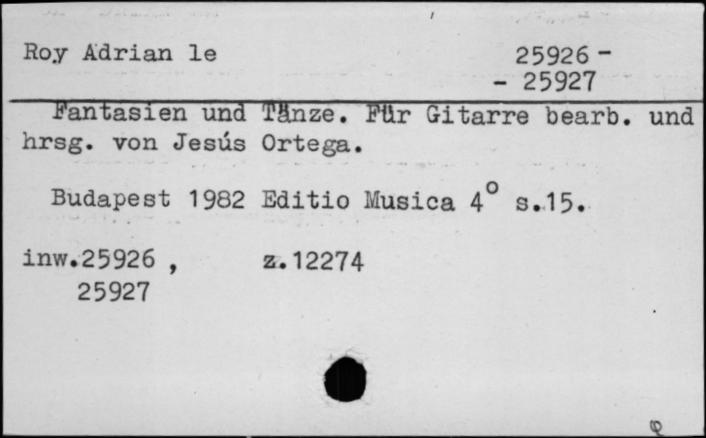 Roy Adrian le 25926 -
- 25927
Fantasien und Tänze. Für Gitarre bearb. und
hrsg. von Jesús Ortega.
Budapest 1982 Editio Musica 4° s.15.
inw.25926 , z.12274
25927